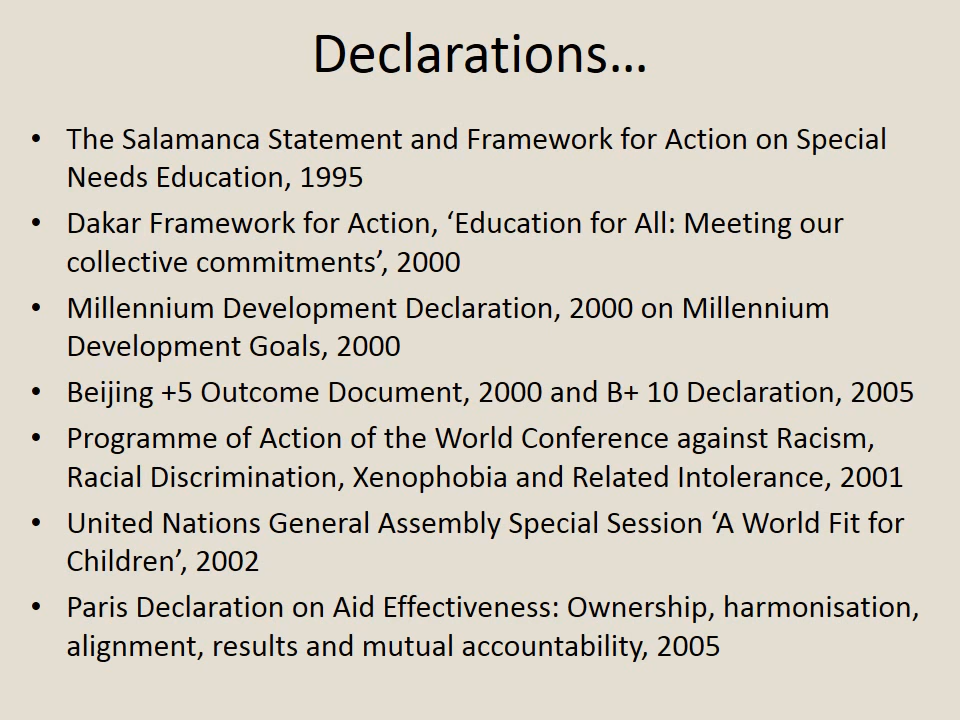 Declarations...
• The Salamanca Statement and Framework for Action on Special
Needs Education, 1995
• Dakar Framework for Action, ‘Education for All: Meeting our
collective commitments’, 2000
• Millennium Development Declaration, 2000 on Millennium
Development Goals, 2000
• Beijing +5 Outcome Document, 2000 and B+ 10 Declaration, 2005
• Programme of Action of the World Conference against Racism,
Racial Discrimination, Xenophobia and Related Intolerance, 2001
• United Nations General Assembly Special Session ‘A World Fit for
Children’, 2002
• Paris Declaration on Aid Effectiveness: Ownership, harmonisation,
alignment, results and mutual accountability, 2005